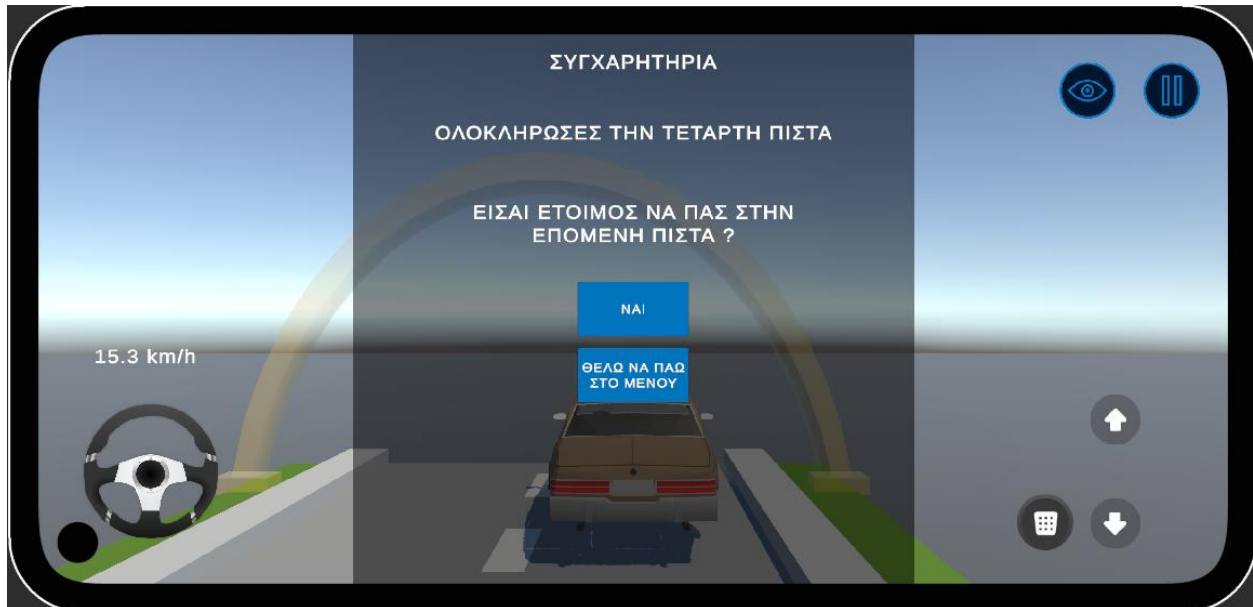 ΣΥΓΧΑΡΗΤΗΡΙΑ
ΟΛΟΚΛΗΡΩΣΕΣ ΤΗΝ ΤΕΤΑΡΤΗ ΠΙΣΤΑ
ΕΙΣΑΙ ΕΤΟΙΜΟΣ ΝΑ ΠΑΣ ΣΤΗΝ
ΕΠΟΜΕΝΗ ΠΙΣΤΑ ?
ΝΑΙ
15.3 km/h
ΘΕΛΩ ΝΑ ΠΑΩ
ΣΤΟ ΜΕΝΟΥ